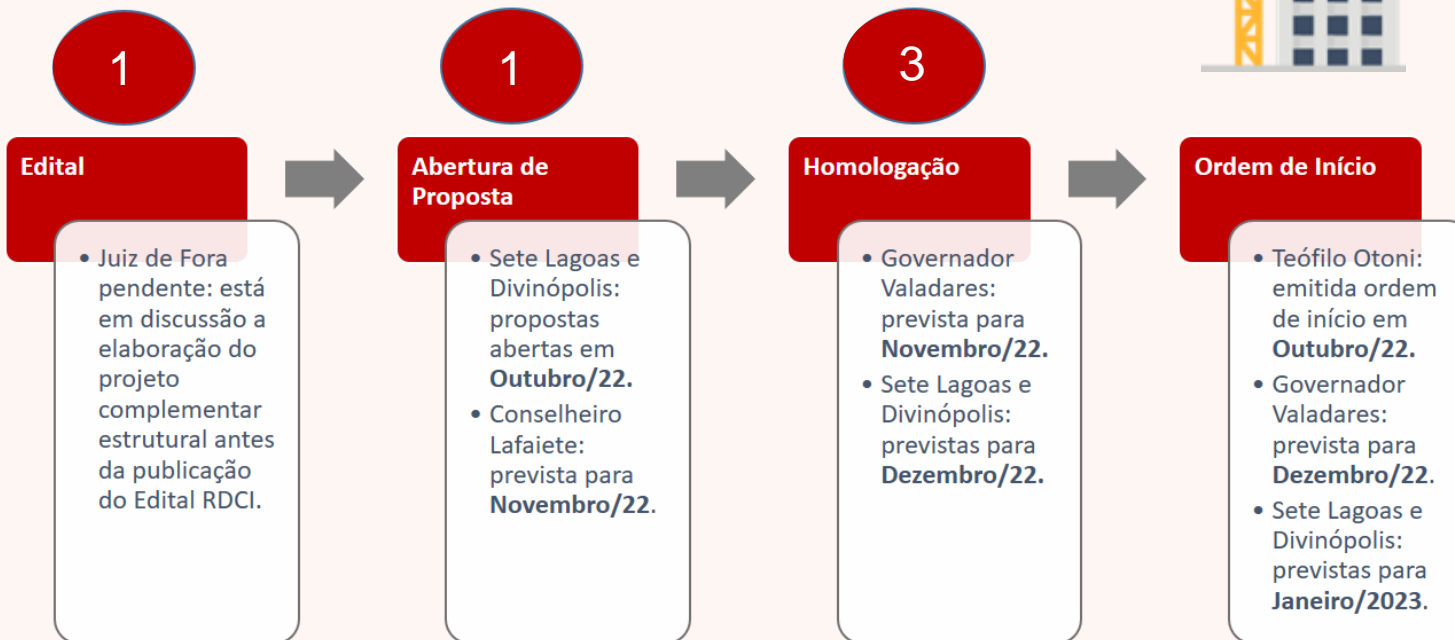 1
Edital
• Juiz de Fora
pendente: está
em discussão a
elaboração do
projeto
complementar
estrutural antes
da publicação
do Edital RDCI.
1
Abertura de
Proposta
• Sete Lagoas e
Divinópolis:
propostas
abertas em
Outubro/22.
• Conselheiro
Lafaiete:
prevista para
Novembro/22.
3
Homologação
• Governador
Valadares:
prevista para
Novembro/22.
• Sete Lagoas e
Divinópolis:
previstas para
Dezembro/22.
Ordem de Início
• Teófilo Otoni:
emitida ordem
de início em
Outubro/22.
• Governador
Valadares:
prevista para
Dezembro/22.
• Sete Lagoas e
Divinópolis:
previstas para
Janeiro/2023.